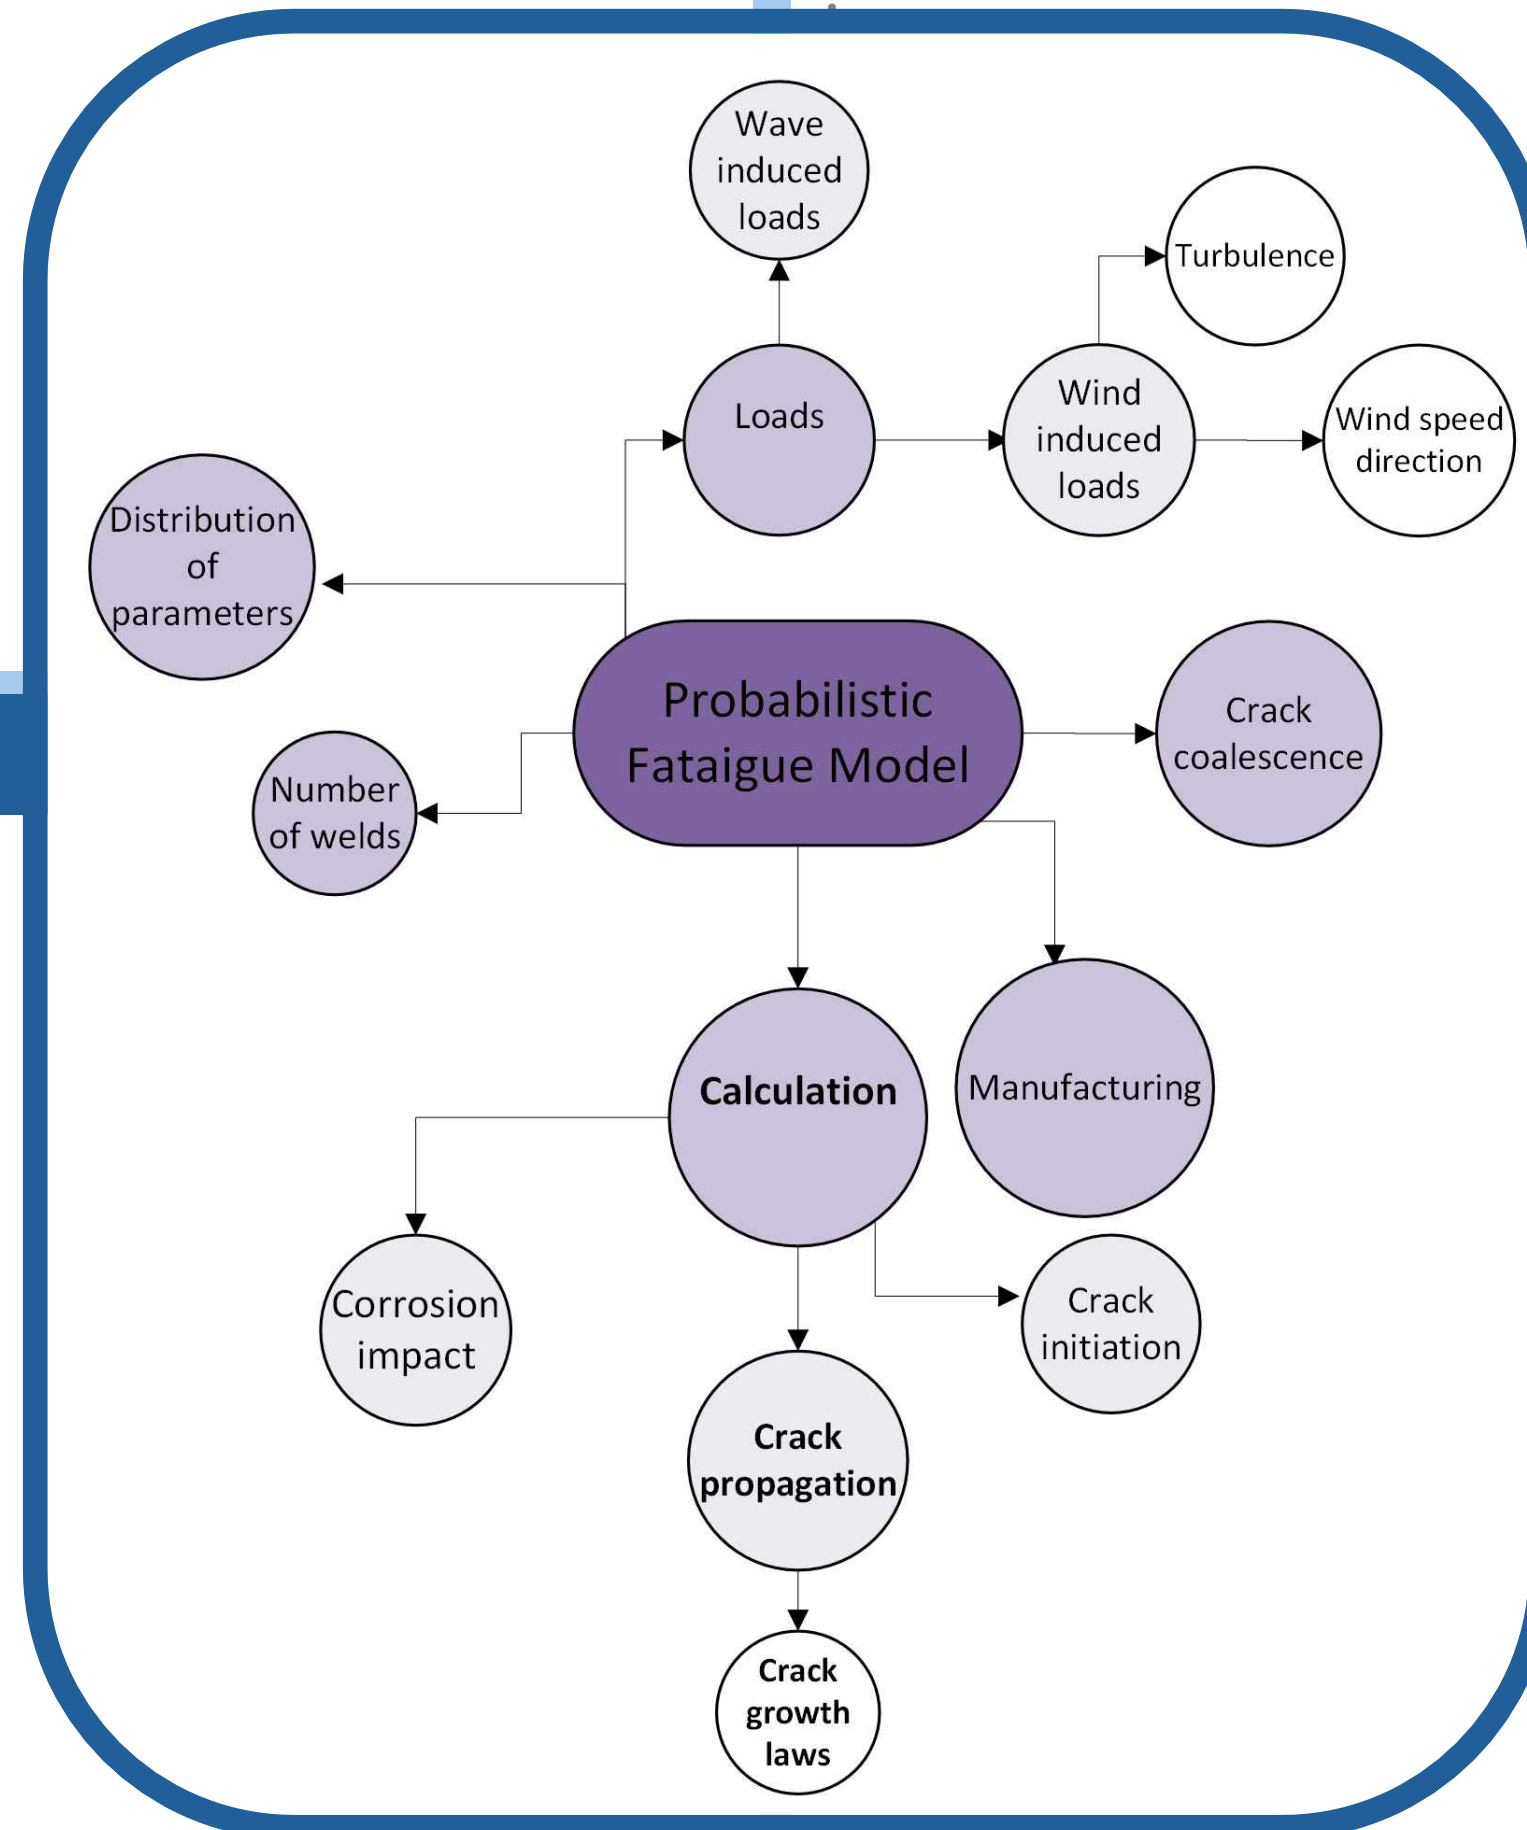 Wave
induced
loads
Turbulence
Loads
Wind
induced
loads
Wind speed
direction
Distribution
of
parameters
Probabilistic
Fataigue Model
Crack
coalescence
Number
of welds
Calculation
Manufacturing
Corrosion
impact
Crack
initiation
Crack
propagation
Crack
growth
laws